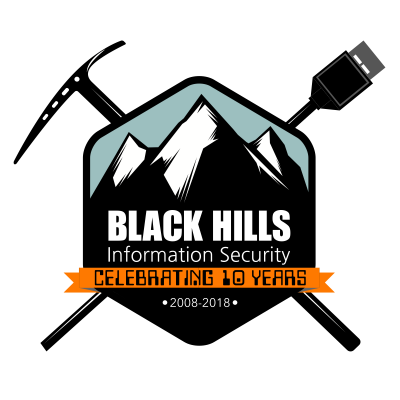 BLACK HILLS
Information Security
CELEBRATING 10 YEARS
•2008-2018•